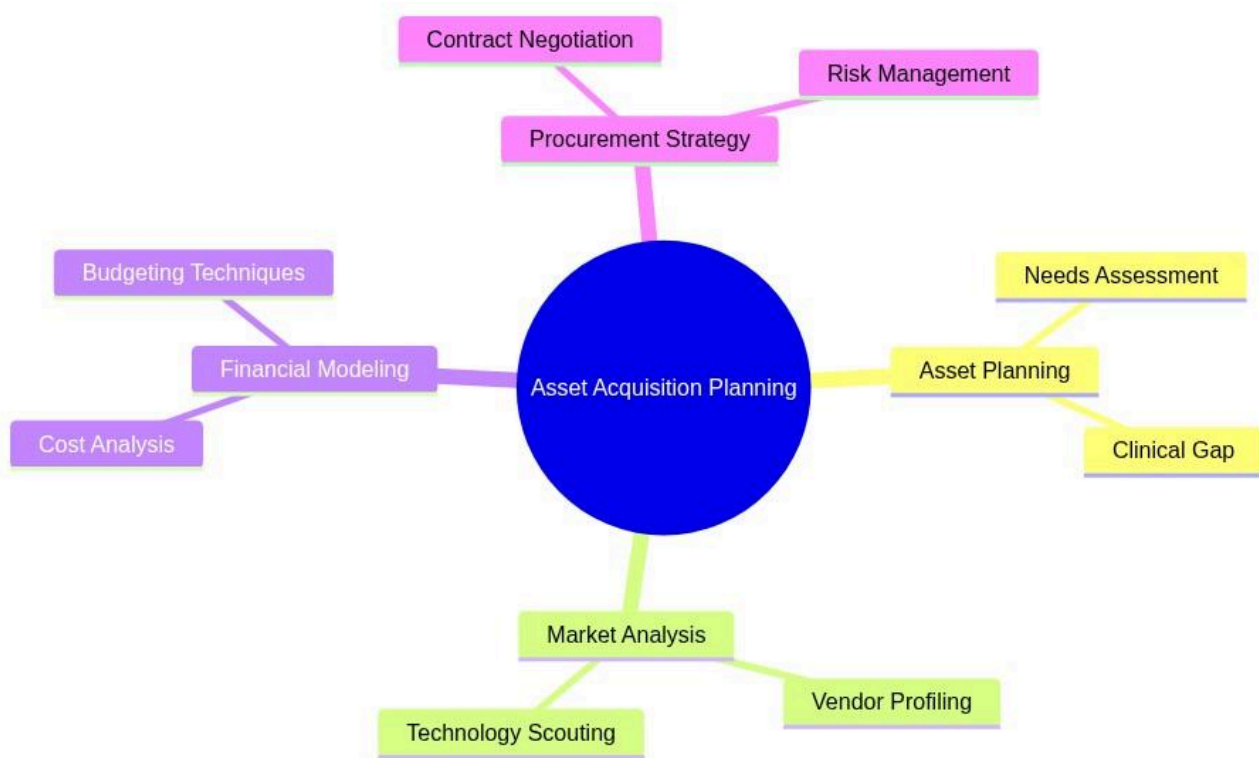 Contract Negotiation
Risk Management
Procurement Strategy
Budgeting Techniques
Needs Assessment
Financial Modeling
Asset Acquisition Planning
Asset Planning
Cost Analysis
Clinical Gap
Market Analysis
Vendor Profiling
Technology Scouting